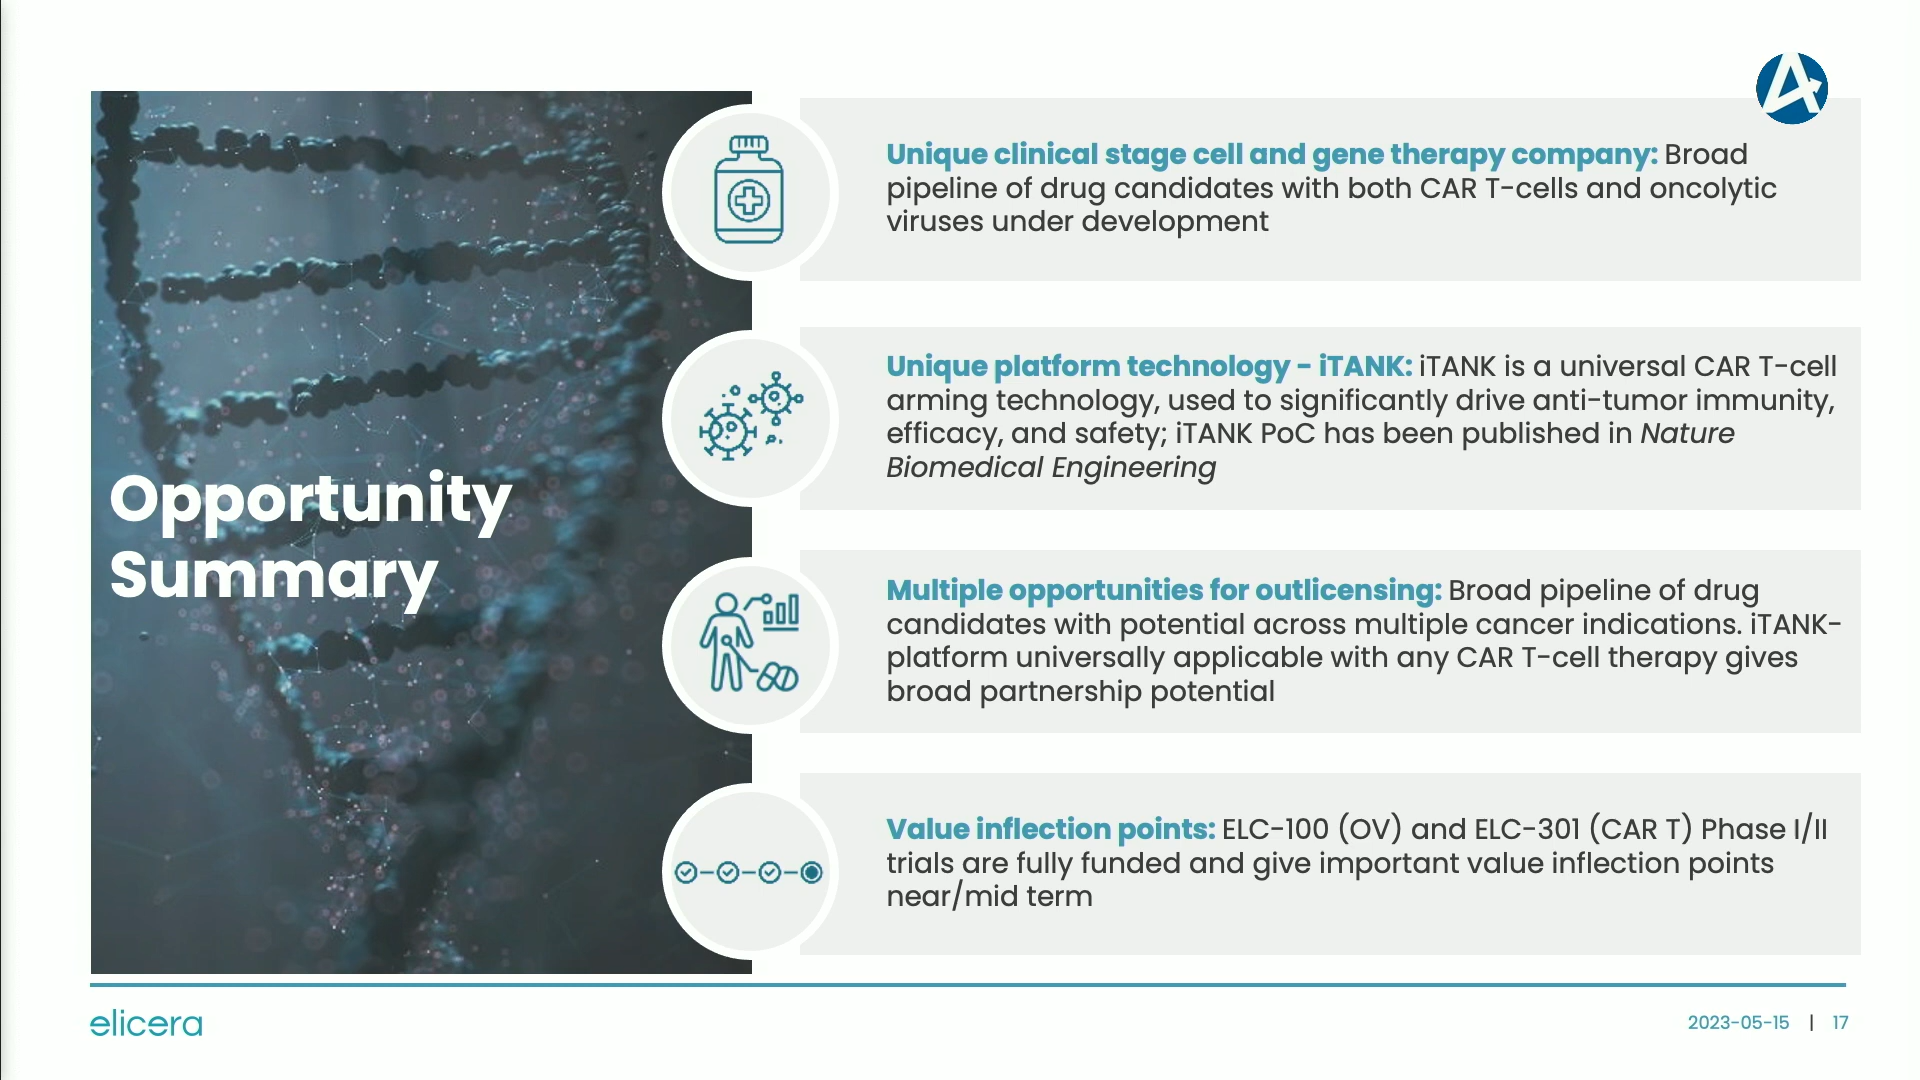 Opportunity
Summary
Unique clinical stage cell and gene therapy company: Broad
pipeline of drug candidates with both CAR T-cells and oncolytic
viruses under development
Unique platform technology - iTANK: iTANK is a universal CAR T-cell
arming technology, used to significantly drive anti-tumor immunity,
efficacy, and safety; iTANK PoC has been published in Nature
Biomedical Engineering
Multiple opportunities for outlicensing: Broad pipeline of drug
candidates with potential across multiple cancer indications. iTANK-
platform universally applicable with any CAR T-cell therapy gives
broad partnership potential
Value inflection points: ELC-100 (OV) and ELC-301 (CAR T) Phase I/II
trials are fully funded and give important value inflection points
near/mid term
elicera
2023-05-15 | 17